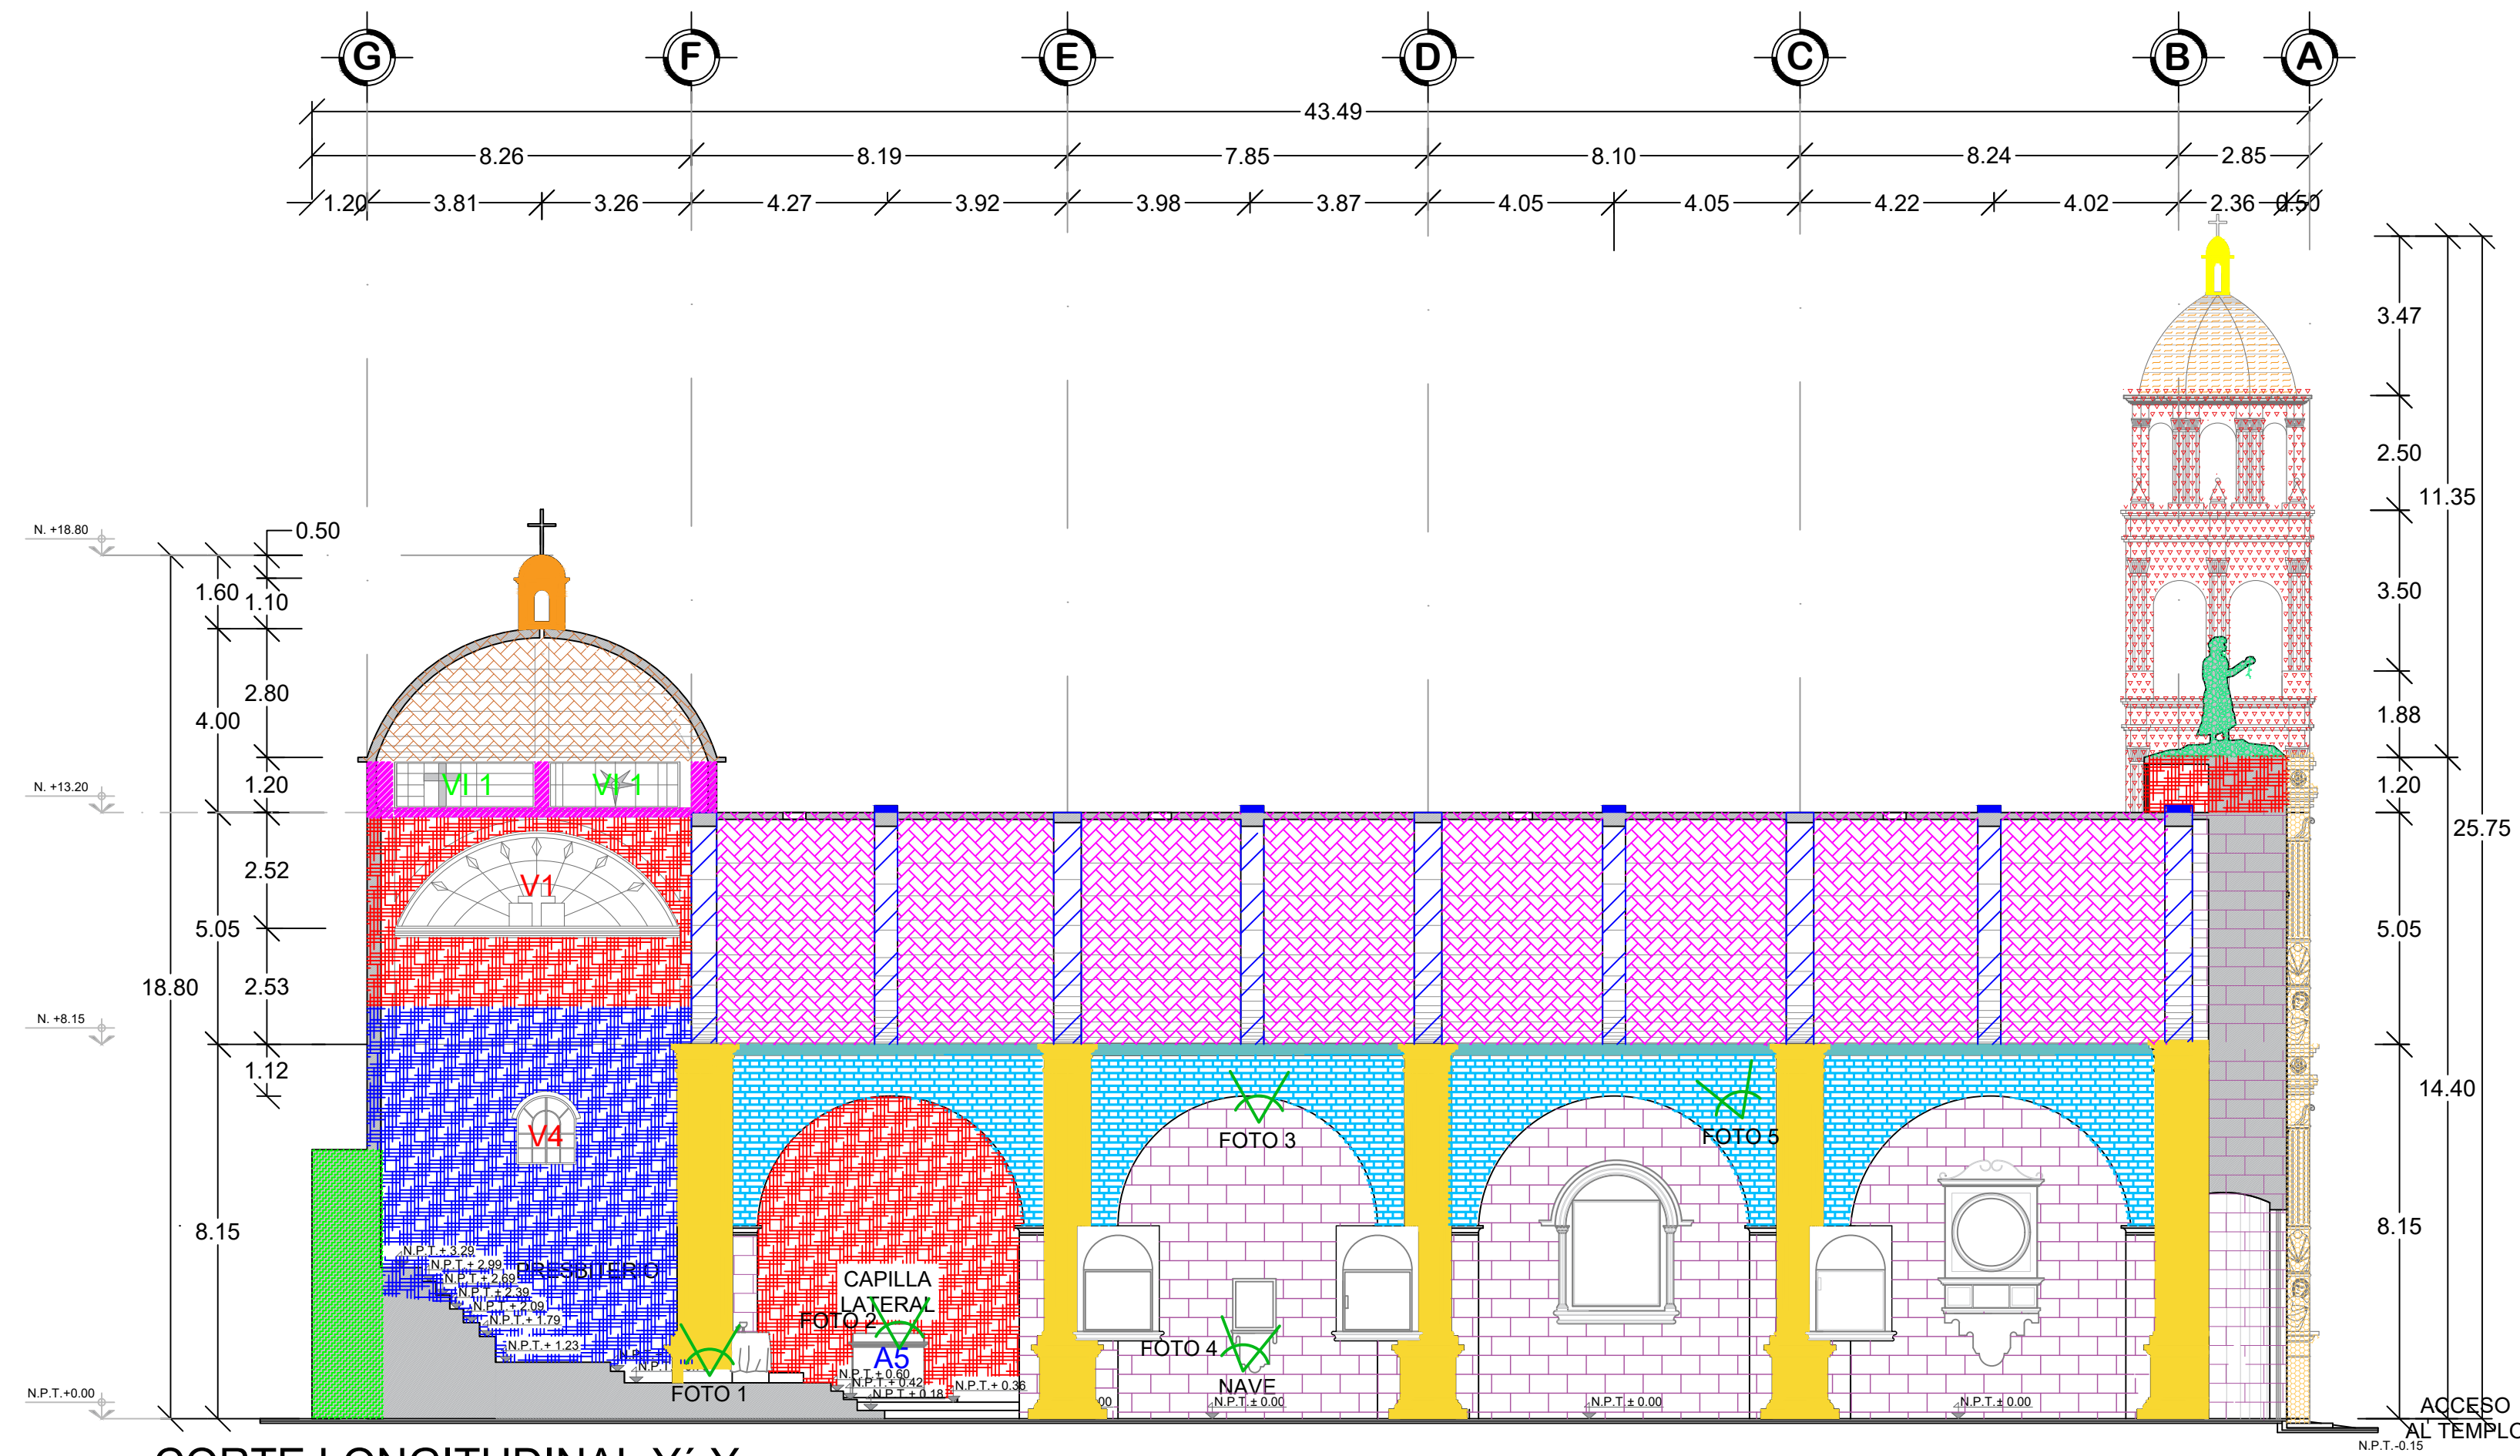 G F E D C B A
43.49
8.26 8.19 7.85 8.10 8.24 2.85
1.20 3.81 3.26 4.27 3.92 3.98 3.87 4.05 4.05 4.22 4.02 2.36 0.50
3.47
2.50
11.35
3.50
1.88
1.20
25.75
5.05
14.40
8.15
N. +18.80
0.50
1.60
1.10
2.80
4.00
1.20
N. +13.20
2.52
5.05
2.53
18.80
N. +8.15
1.12
8.15
N.P.T.+0.00
VI 1
VI 1
V1
V4
FOTO 3
FOTO 5
N.P.T.+ 3.29
N.P.T.+ 2.99
N.P.T.+ 2.69
N.P.T.+ 2.39
N.P.T.+ 2.09
N.P.T.+ 1.79
N.P.T.+ 1.23
PRESBITERIO
CAPILLA
LATERAL
FOTO 2
A5
FOTO 4
NAVE
FOTO 1
N.P.T.+ 0.60
N.P.T.+ 0.42
N.P.T.+ 0.18
N.P.T.+ 0.36
N.P.T.± 0.00
N.P.T.± 0.00
N.P.T.± 0.00
ACCESO
AL TEMPLO
N.P.T.-0.15
CORTE LONGITUDINAL Y´-Y